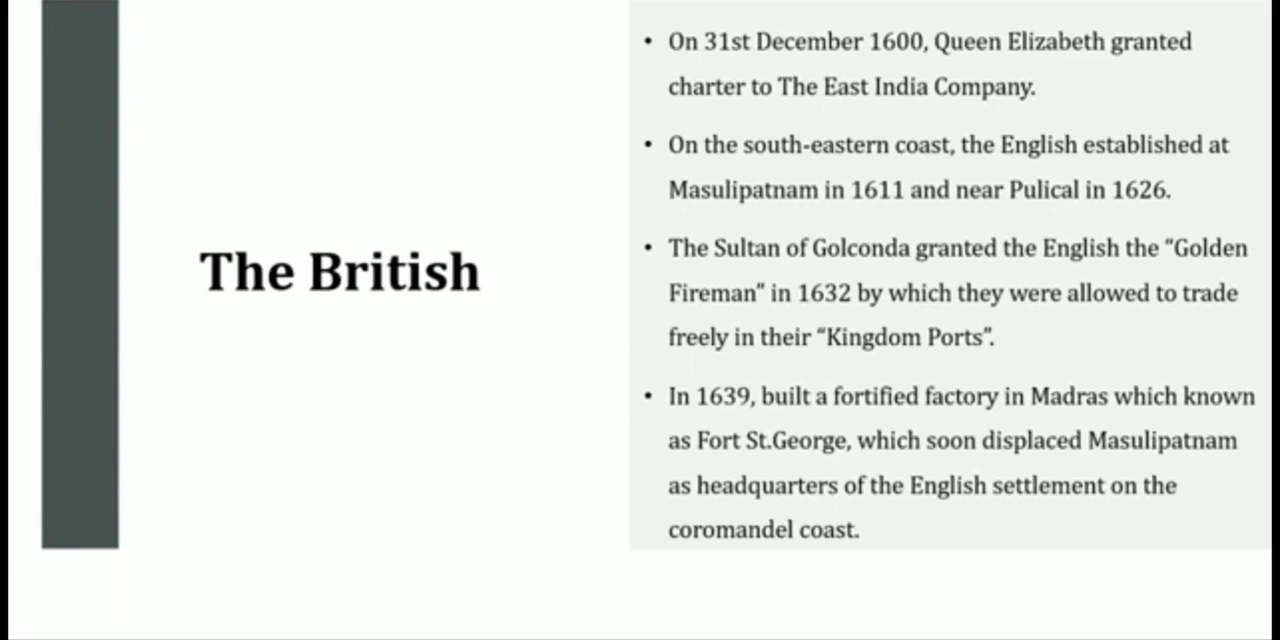 The British
• On 31st December 1600, Queen Elizabeth granted
charter to The East India Company.
• On the south-eastern coast, the English established at
Masulipatnam in 1611 and near Pulical in 1626.
• The Sultan of Golconda granted the English the “Golden
Fireman” in 1632 by which they were allowed to trade
freely in their “Kingdom Ports”.
• In 1639, built a fortified factory in Madras which known
as Fort St.George, which soon displaced Masulipatnam
as headquarters of the English settlement on the
coromandel coast.